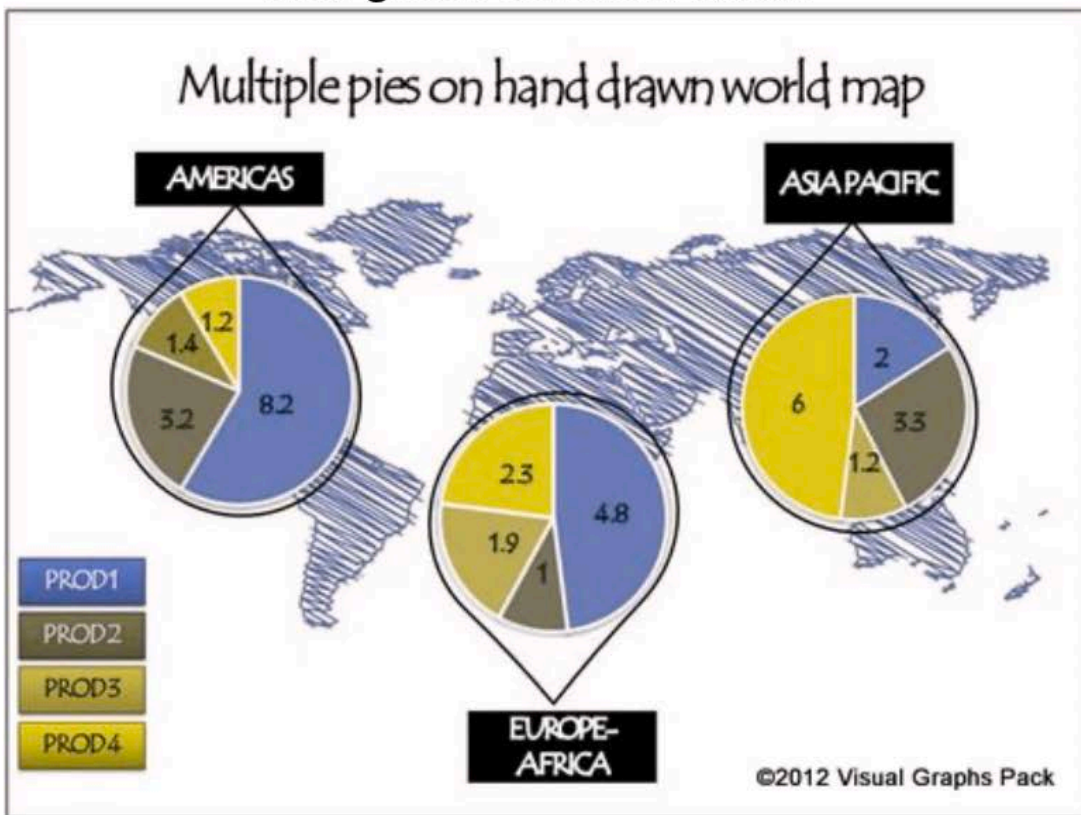 Multiple pies on hand drawn world map
AMERICAS
ASIA PACIFIC
1.2
1.4
3.2
8.2
2
6
3.3
1.2
2.3
4.8
1.9
1
PROD1
PROD2
PROD3
PROD4
EUROPE-
AFRICA
©2012 Visual Graphs Pack